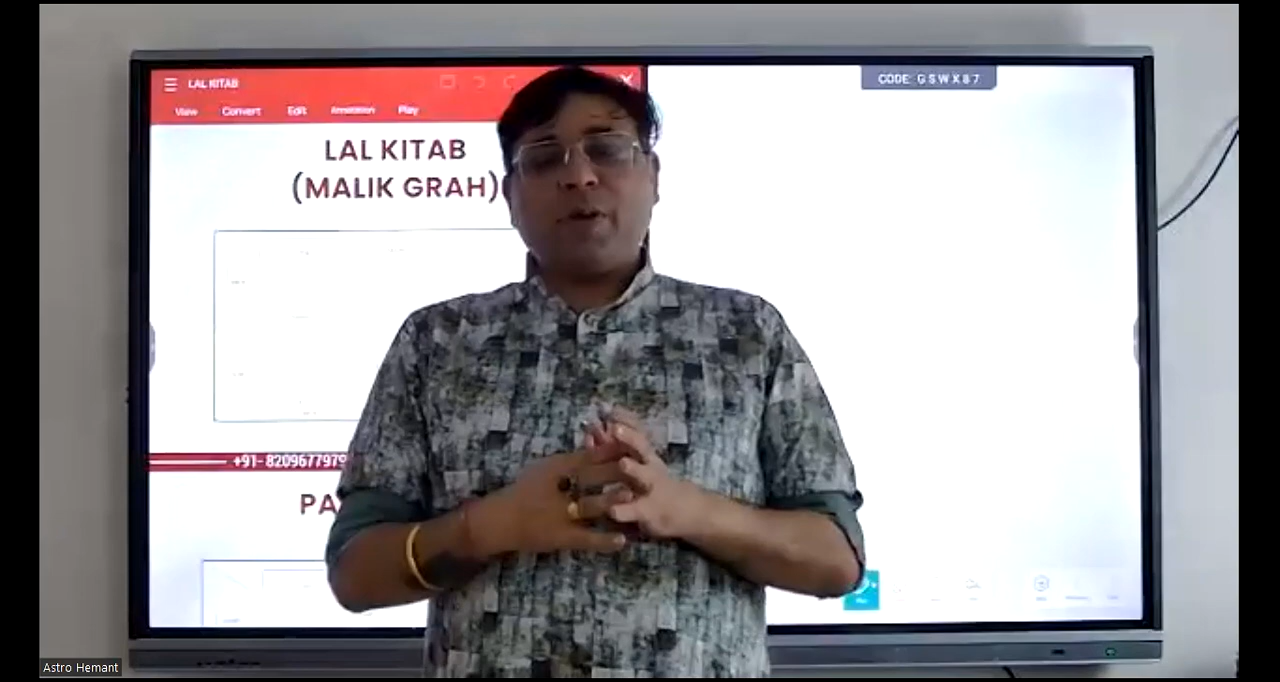 LAL KITAB
CODE: G S W X 8 7
View Convert Edit Annotation Play
LAL KITAB
(MALIK GRAH)
+91- 8209677979
PA
Astro Hemant